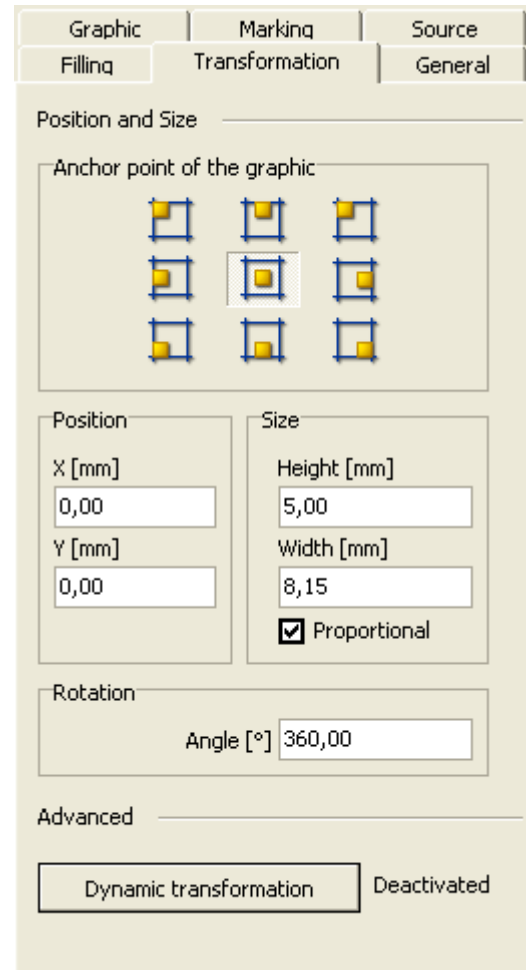 Graphic Marking Source
Filling Transformation General
Position and Size
Anchor point of the graphic
Position Size
X [mm] Height [mm]
0,00 5,00
Y [mm] Width [mm]
0,00 8,15
Proportional
Rotation
Angle [°] 360,00
Advanced
Dynamic transformation Deactivated